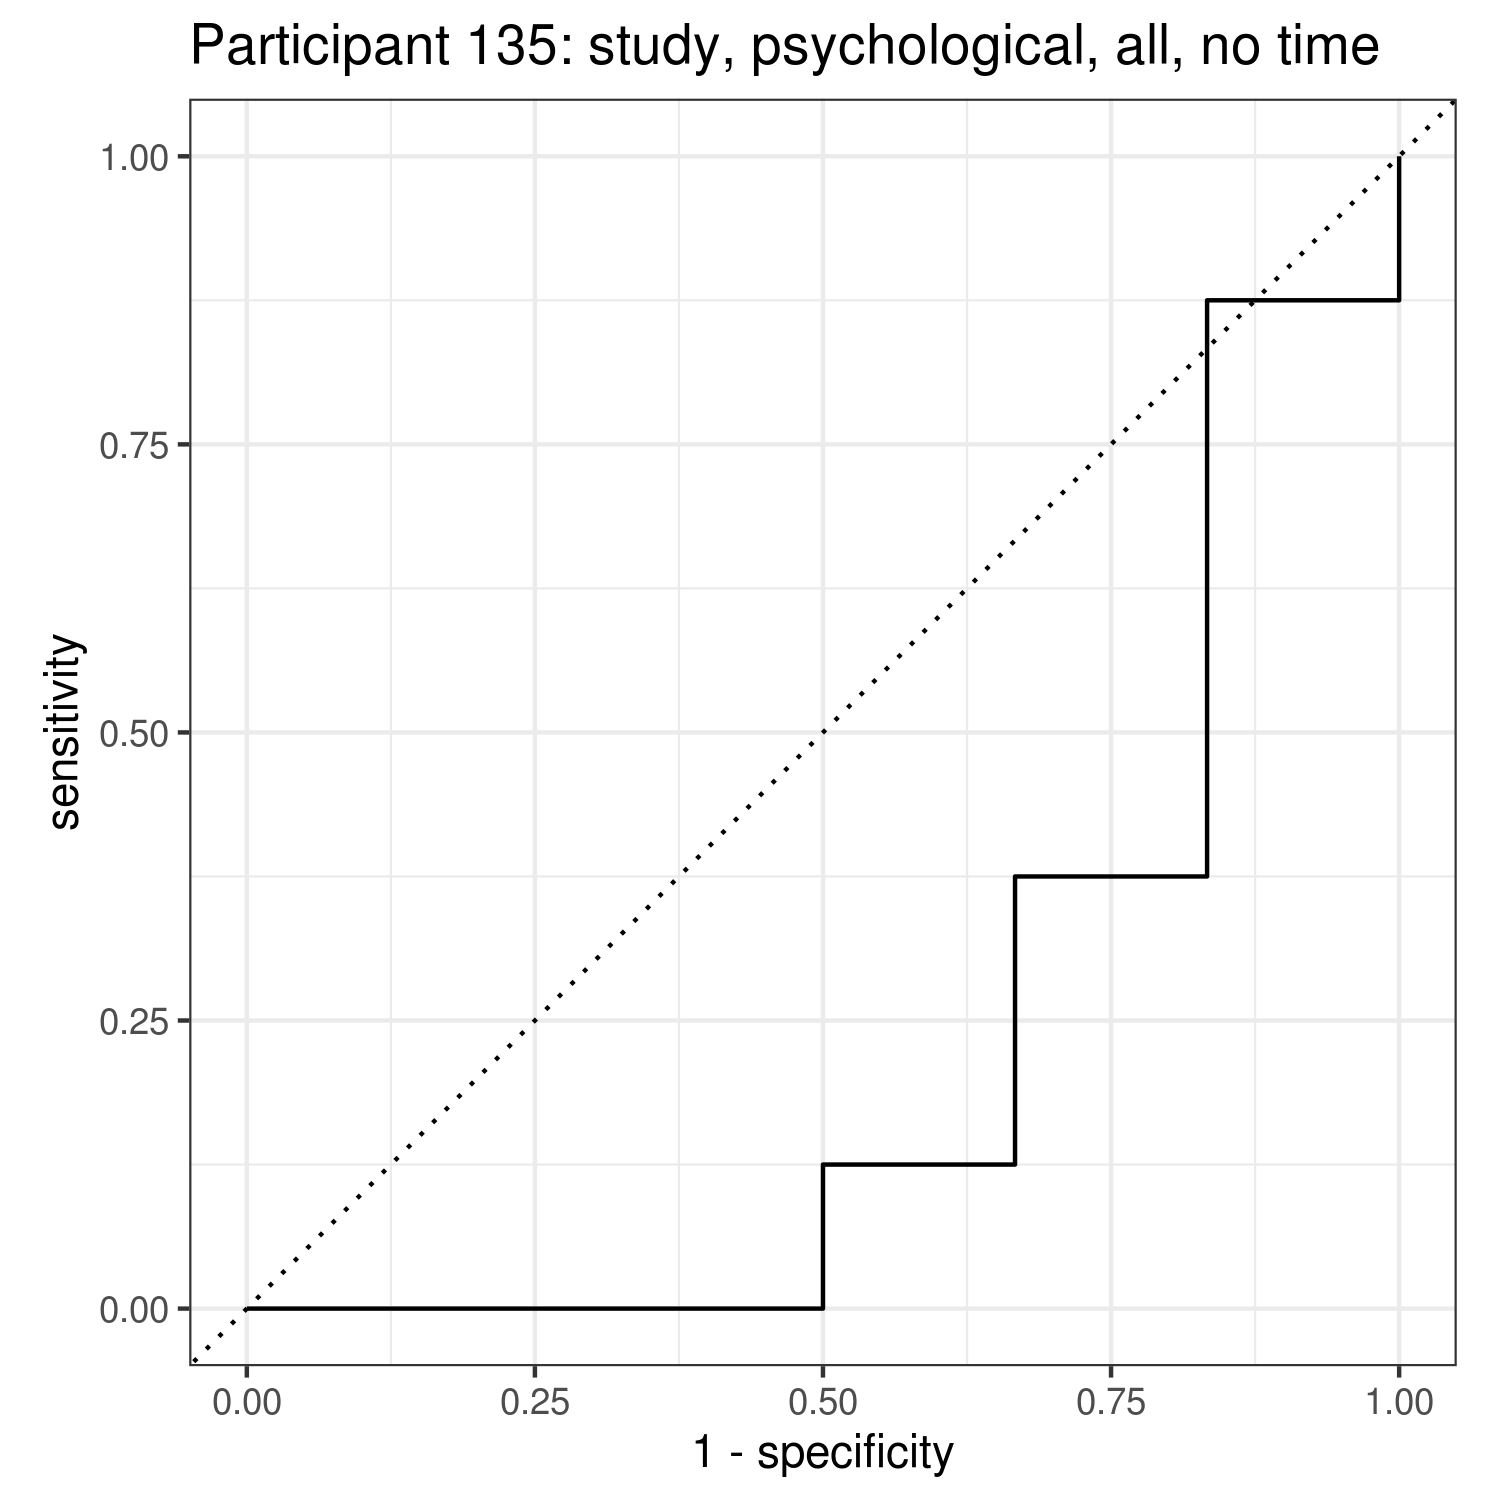 Participant 135: study, psychological, all, no time
1.00
0.75
0.50
0.25
0.00
sensitivity
0.00 0.25 0.50 0.75 1.00
1 - specificity